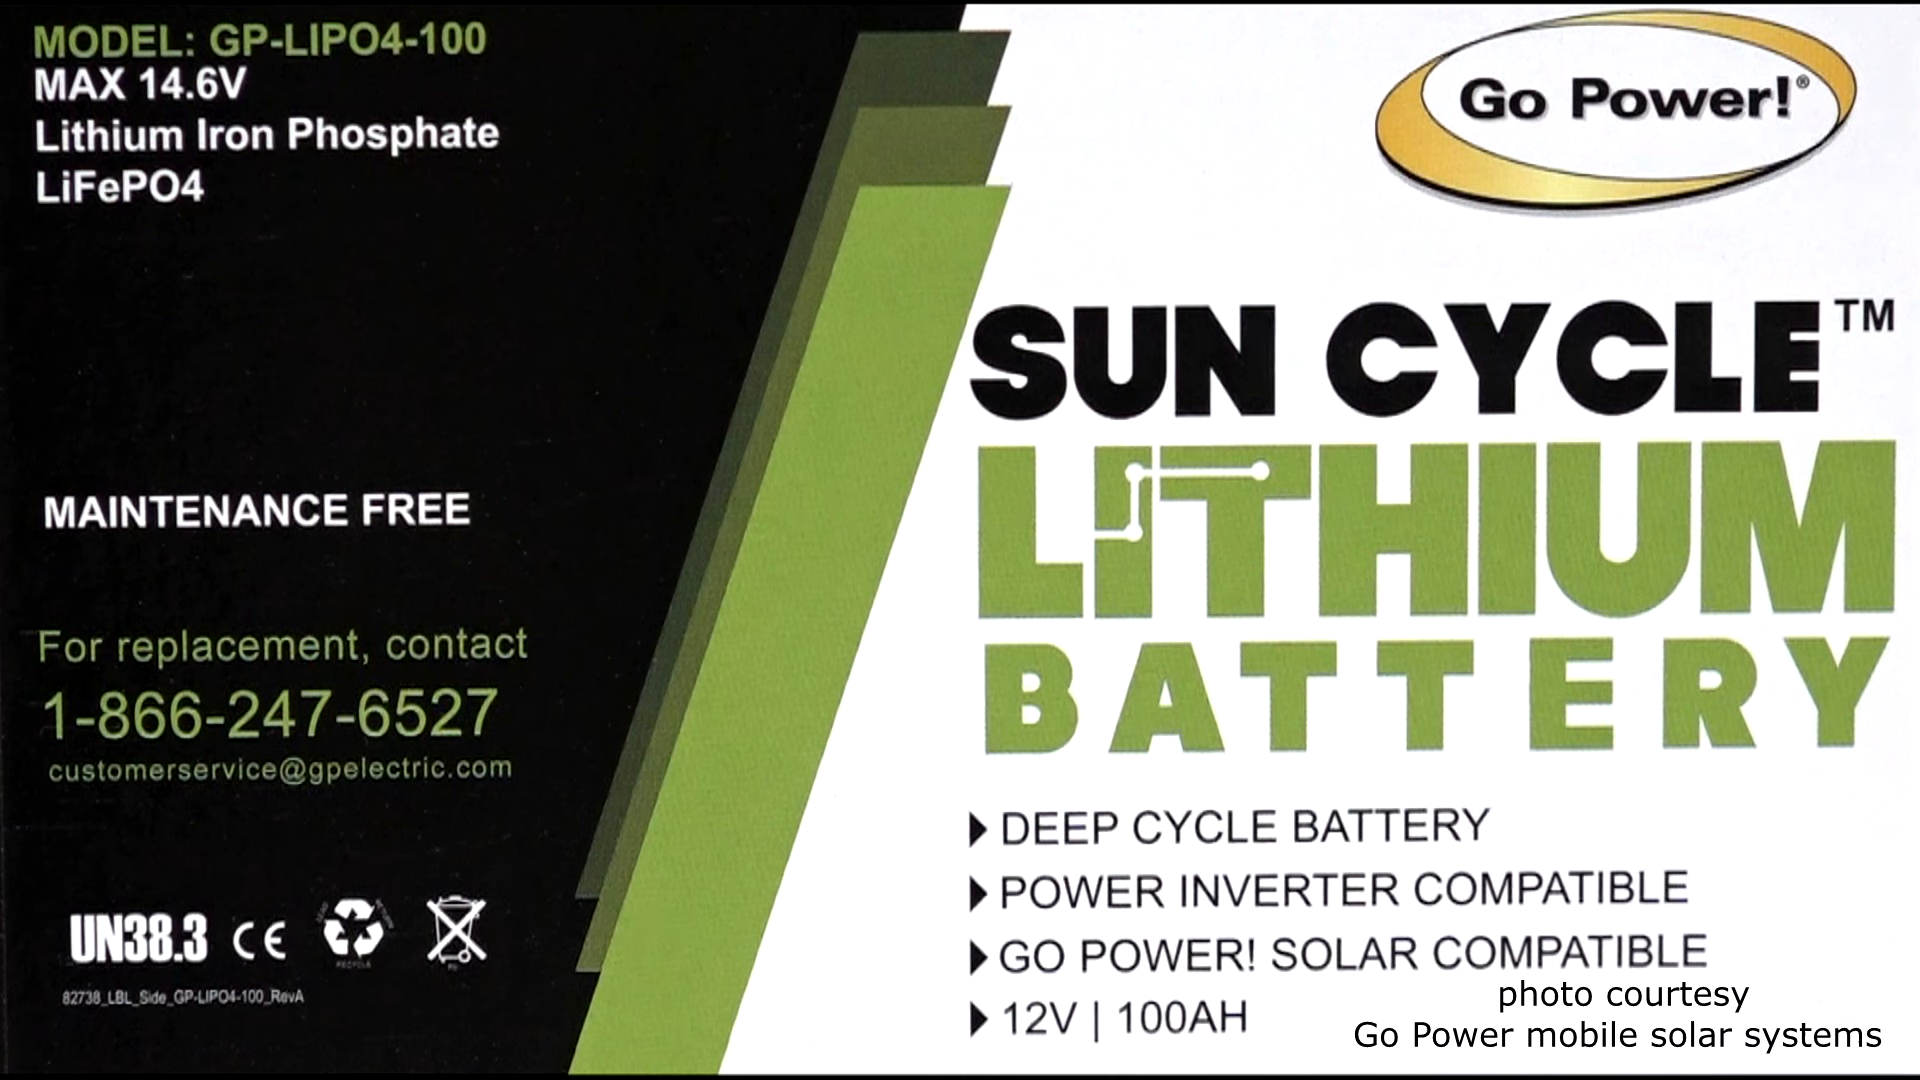 MODEL: GP-LIPO4-100
MAX 14.6V
Lithium Iron Phosphate
LiFePO4
MAINTENANCE FREE
For replacement, contact
1-866-247-6527
customerservice@gpelectric.com
UN38.3 CE
RECYCLE
82738_LBL_Side_GP-LIPO4-100_RevA
Go Power!®
SUN CYCLE™
LITHIUM
BATTERY
DEEP CYCLE BATTERY
POWER INVERTER COMPATIBLE
GO POWER! SOLAR COMPATIBLE
12V | 100AH
photo courtesy
Go Power mobile solar systems